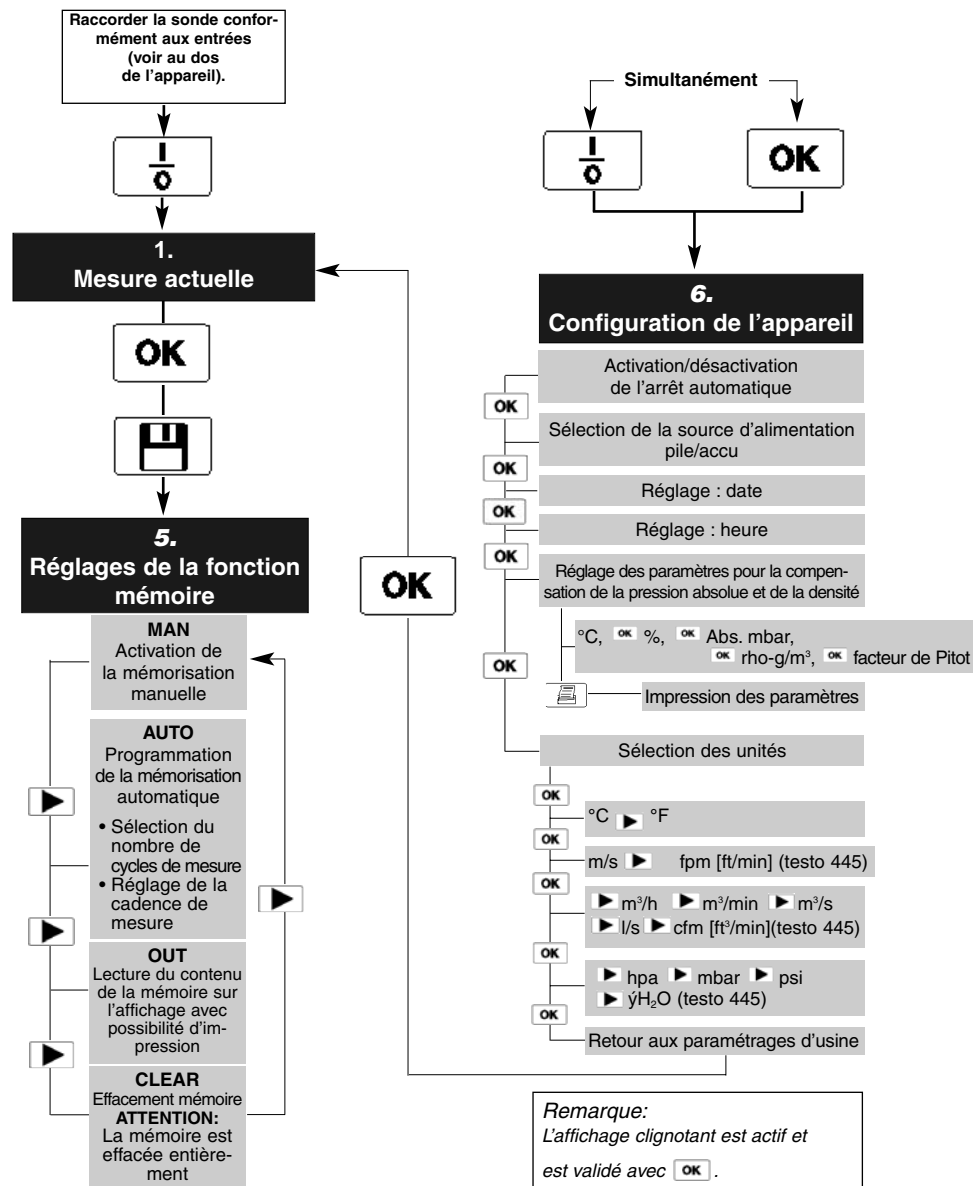 Raccorder la sonde confor-
mément aux entrées
(voir au dos
de l'appareil).
I
0
1.
Mesure actuelle
OK
5.
Réglages de la fonction
mémoire
MAN
Activation de
la mémorisation
manuelle
AUTO
Programmation
de la mémorisation
automatique
• Sélection du
nombre de
cycles de mesure
• Réglage de la
cadence de
mesure
OUT
Lecture du contenu
de la mémoire sur
l'affichage avec
possibilité d'im-
pression
CLEAR
Effacement mémoire
ATTENTION:
La mémoire est
effacée entière-
ment
OK
Simultanément
I
0
OK
6.
Configuration de l'appareil
Activation/désactivation
de l'arrêt automatique
OK
Sélection de la source d'alimentation
pile/accu
OK
Réglage : date
OK
Réglage : heure
OK
Réglage des paramètres pour la compen-
sation de la pression absolue et de la densité
°C, OK %, OK Abs. mbar,
OK rho-g/m³, OK facteur de Pitot
OK
Impression des paramètres
Sélection des unités
OK
°C ▶ °F
OK
m/s ▶ fpm [ft/min] (testo 445)
OK
▶ m³/h ▶ m³/min ▶ m³/s
▶ l/s ▶ cfm [ft³/min](testo 445)
OK
▶ hpa ▶ mbar ▶ psi
▶ ýH₂O (testo 445)
OK
Retour aux paramétrages d'usine
Remarque:
L'affichage clignotant est actif et
est validé avec OK .